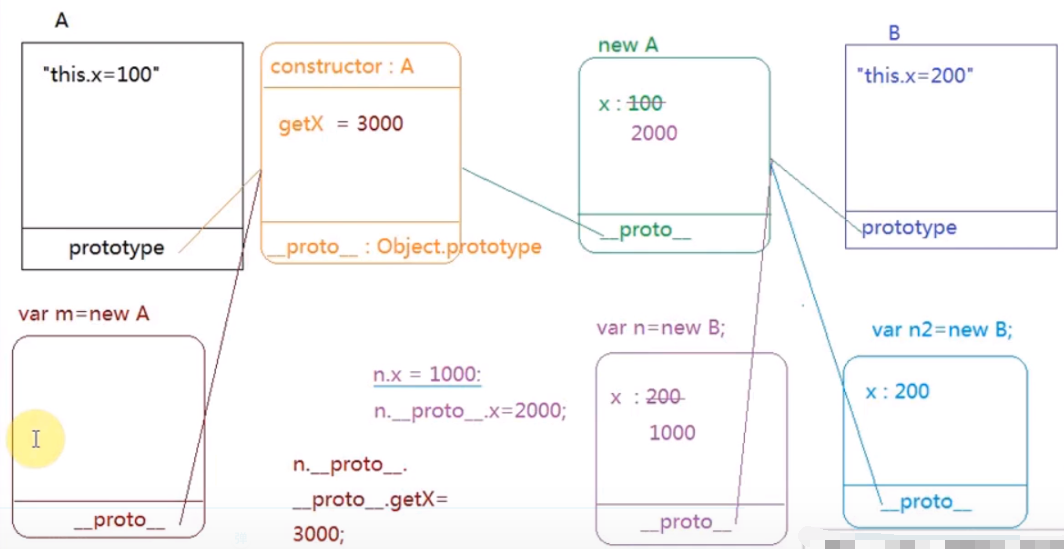 A
"this.x=100"
prototype
constructor : A
getX = 3000
__proto__ : Object.prototype
new A
x : 100
2000
__proto__
B
"this.x=200"
prototype
var m=new A
__proto__
n.x = 1000:
n.__proto__.x=2000;
n.__proto__.
__proto__.getX=
3000;
var n=new B;
x : 200
1000
__proto__
var n2=new B;
x : 200
__proto__